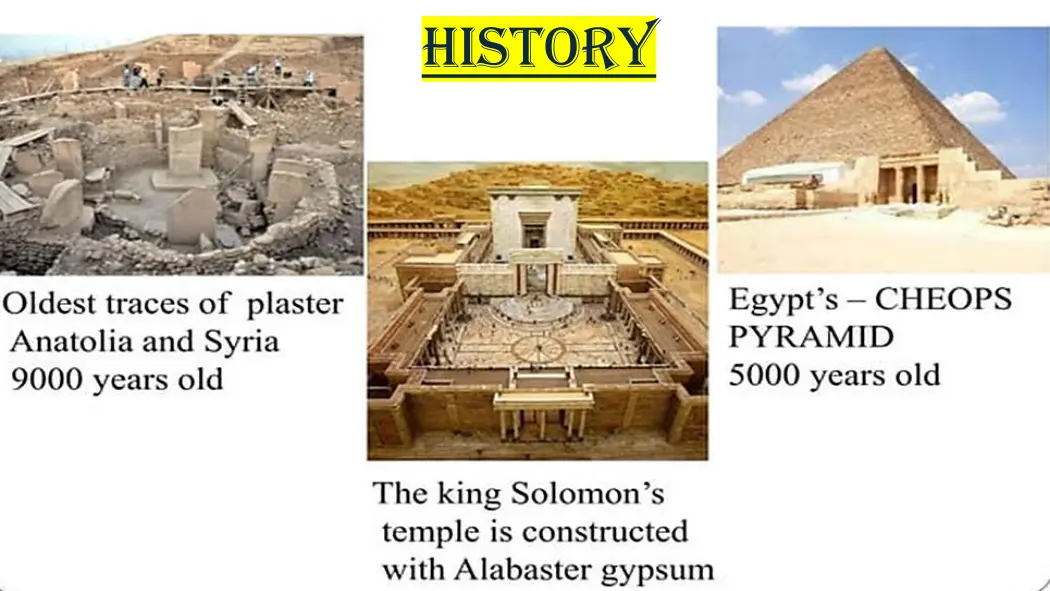 HISTORY
Oldest traces of plaster
Anatolia and Syria
9000 years old
The king Solomon's
temple is constructed
with Alabaster gypsum
Egypt's – CHEOPS
PYRAMID
5000 years old